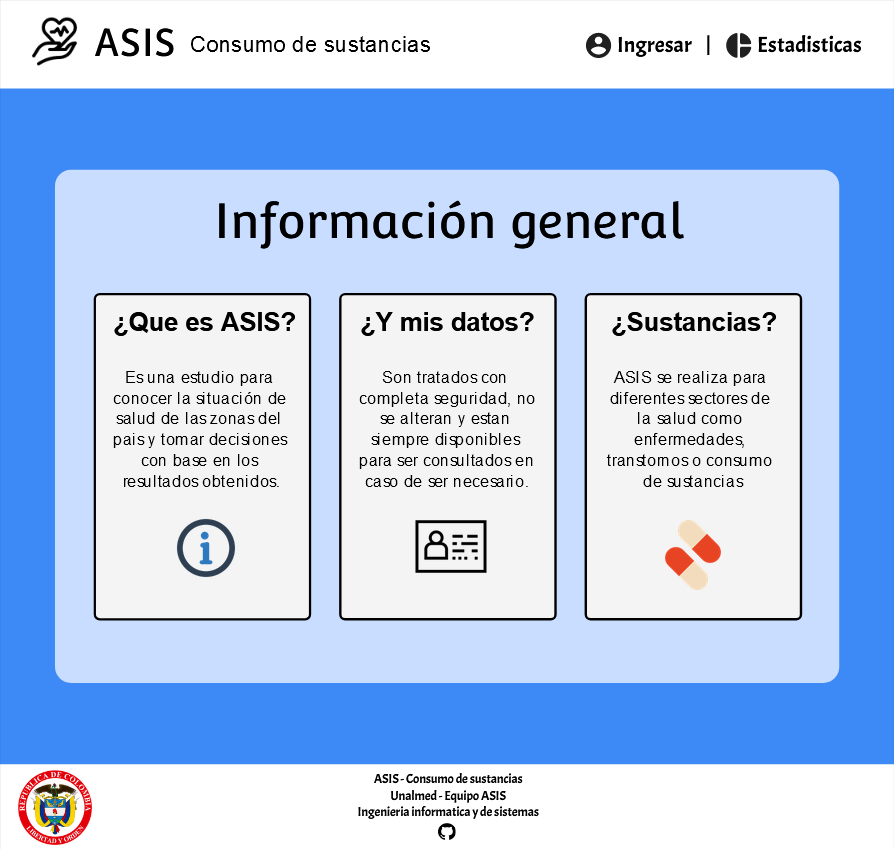 ASIS Consumo de sustancias
Ingresar | Estadisticas
Información general
¿Que es ASIS?
Es una estudio para
conocer la situación de
salud de las zonas del
pais y tomar decisiones
con base en los
resultados obtenidos.
¿Y mis datos?
Son tratados con
completa seguridad, no
se alteran y estan
siempre disponibles
para ser consultados en
caso de ser necesario.
¿Sustancias?
ASIS se realiza para
diferentes sectores de
la salud como
enfermedades,
transtornos o consumo
de sustancias
REPUBLICA DE COLOMBIA
LIBERTAD Y ORDEN
ASIS - Consumo de sustancias
Unalmed - Equipo ASIS
Ingenieria informatica y de sistemas